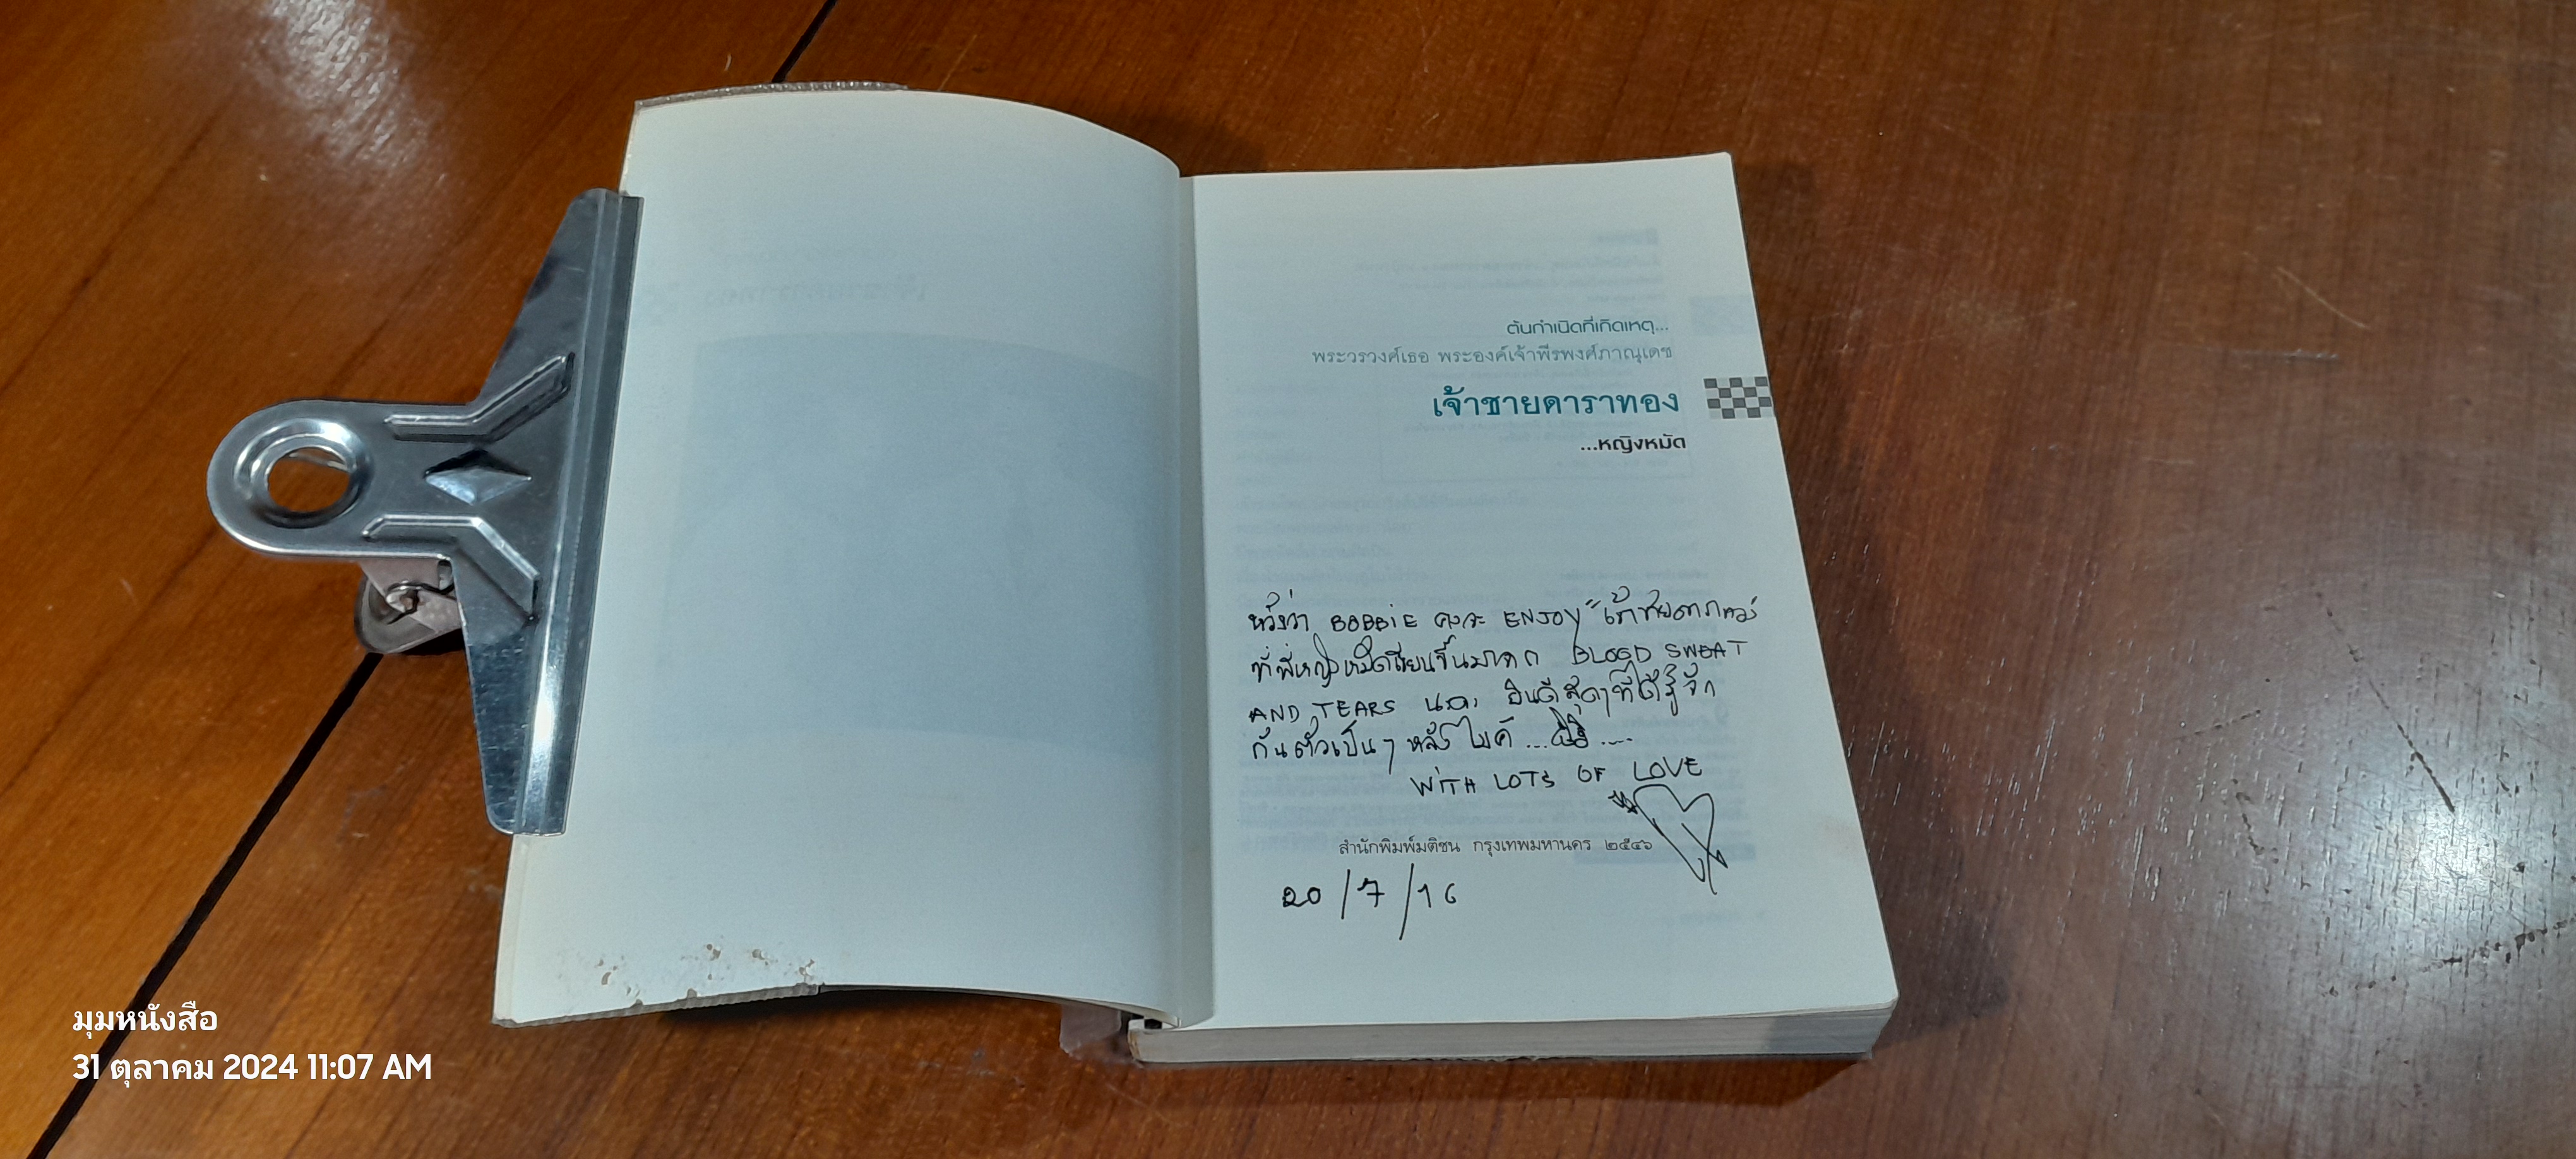 ต้นกำเนิดที่เกิดเหตุ...
พระวรวงศ์เธอ พระองค์เจ้าพีรพงศ์ภาณุเดช
เจ้าชายดาราทอง
...หญิงหมัด
หวังว่า BOBBiE คงจะ ENJOY "เจ้าชายดาราทอง
ที่พี่หญิงหมัดเขียนขึ้นมาจาก BLOOD SWEAT
AND TEARS และ ยินดีสุดๆที่ได้รู้จัก
กันตัวเป็นๆ หลังไมค์ ... ....
WITH LOTS OF LOVE
สำนักพิมพ์มติชน กรุงเทพมหานคร ๒๕๔๖
20/7/16
มุมหนังสือ
31 ตุลาคม 2024 11:07 AM